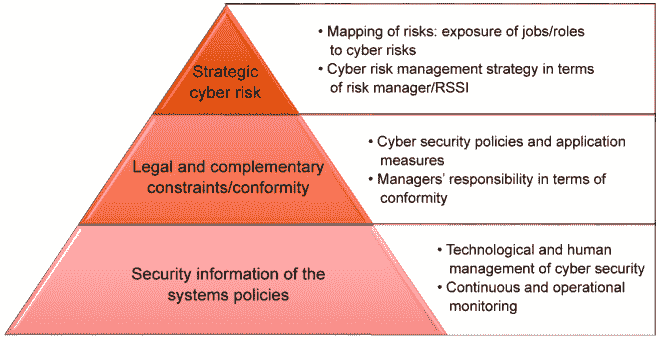 Strategic
cyber risk
• Mapping of risks: exposure of jobs/roles
to cyber risks
• Cyber risk management strategy in terms
of risk manager/RSSI
Legal and complementary
constraints/conformity
• Cyber security policies and application
measures
• Managers' responsibility in terms of
conformity
Security information of the
systems policies
• Technological and human
management of cyber security
• Continuous and operational
monitoring